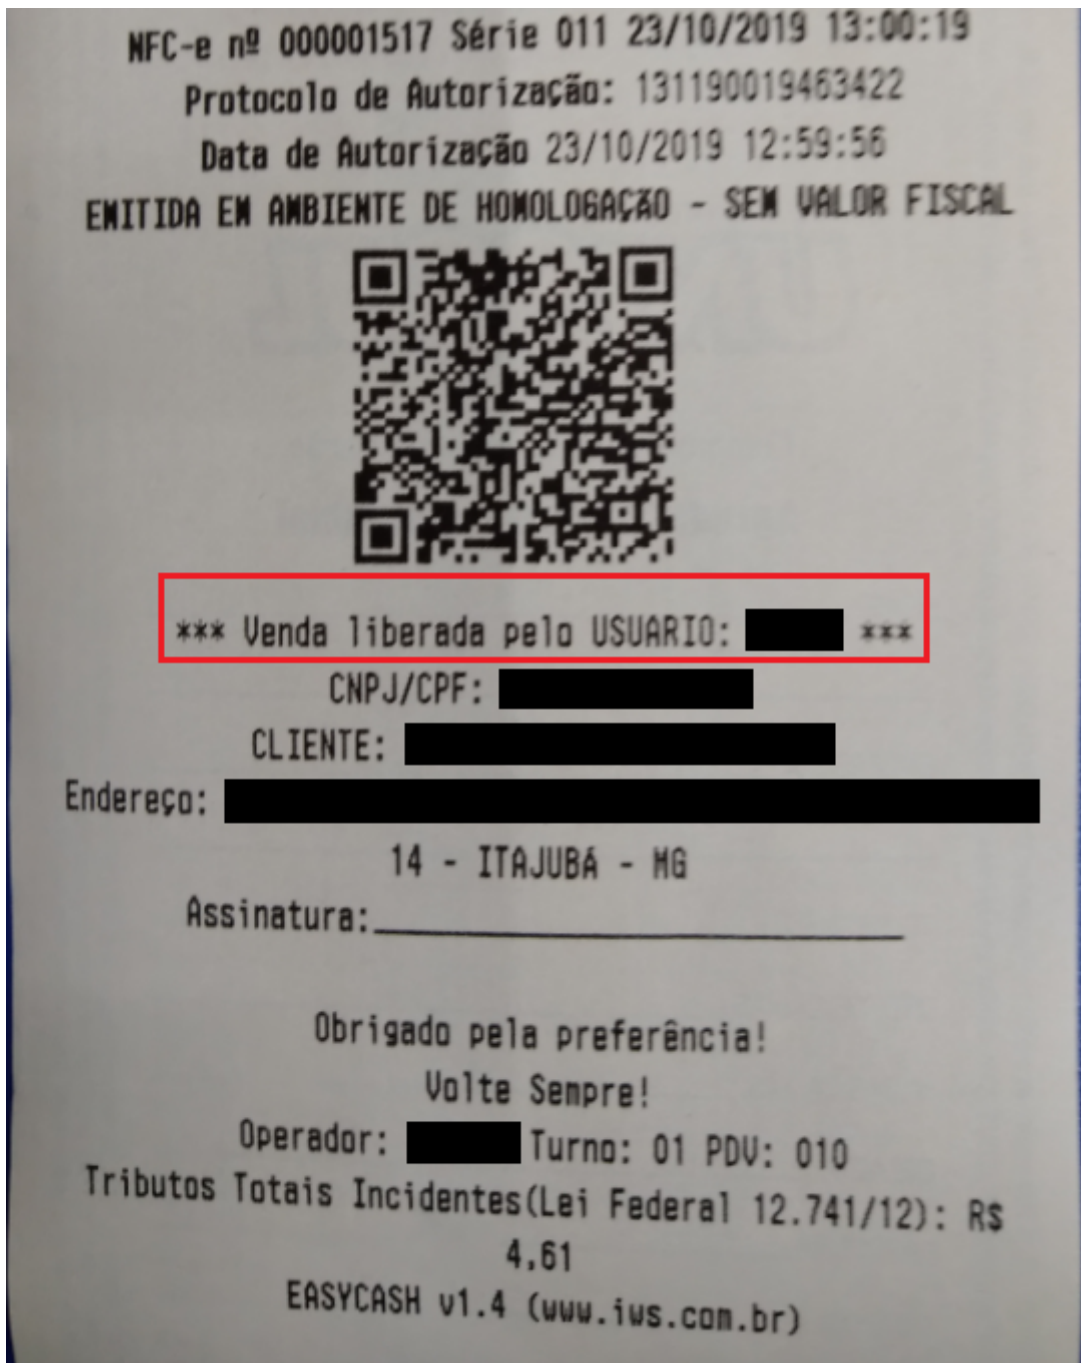 NFC-e nº 000001517 Série 011 23/10/2019 13:00:19
Protocolo de Autorização: 131190019463422
Data de Autorização 23/10/2019 12:59:56
EMITIDA EM AMBIENTE DE HOMOLOGAÇÃO - SEM VALOR FISCAL
*** Venda liberada pelo USUARIO: ***
CNPJ/CPF:
CLIENTE:
Endereço:
14 - ITAJUBÁ - MG
Assinatura:
Obrigado pela preferência!
Volte Sempre!
Operador: Turno: 01 PDV: 010
Tributos Totais Incidentes(Lei Federal 12.741/12): R$
4,61
EASYCASH v1.4 (www.iws.com.br)